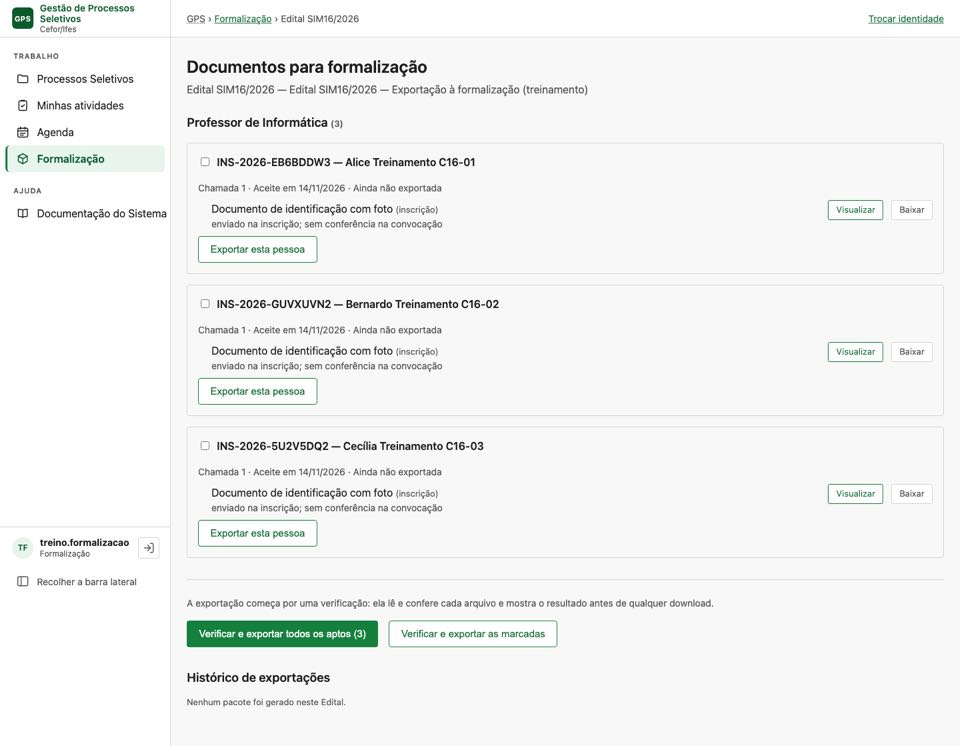 GPS
Gestão de Processos
Seletivos
Cefor/Ifes
GPS › Formalização › Edital SIM16/2026
Trocar identidade
TRABALHO
Processos Seletivos
Minhas atividades
Agenda
Formalização
AJUDA
Documentação do Sistema
TF
treino.formalizacao
Formalização
Recolher a barra lateral
Documentos para formalização
Edital SIM16/2026 — Edital SIM16/2026 — Exportação à formalização (treinamento)
Professor de Informática (3)
INS-2026-EB6BDDW3 — Alice Treinamento C16-01
Chamada 1 · Aceite em 14/11/2026 · Ainda não exportada
Documento de identificação com foto (inscrição)
enviado na inscrição; sem conferência na convocação
Visualizar
Baixar
Exportar esta pessoa
INS-2026-GUVXUVN2 — Bernardo Treinamento C16-02
Chamada 1 · Aceite em 14/11/2026 · Ainda não exportada
Documento de identificação com foto (inscrição)
enviado na inscrição; sem conferência na convocação
Visualizar
Baixar
Exportar esta pessoa
INS-2026-5U2V5DQ2 — Cecília Treinamento C16-03
Chamada 1 · Aceite em 14/11/2026 · Ainda não exportada
Documento de identificação com foto (inscrição)
enviado na inscrição; sem conferência na convocação
Visualizar
Baixar
Exportar esta pessoa
A exportação começa por uma verificação: ela lê e confere cada arquivo e mostra o resultado antes de qualquer download.
Verificar e exportar todos os aptos (3)
Verificar e exportar as marcadas
Histórico de exportações
Nenhum pacote foi gerado neste Edital.